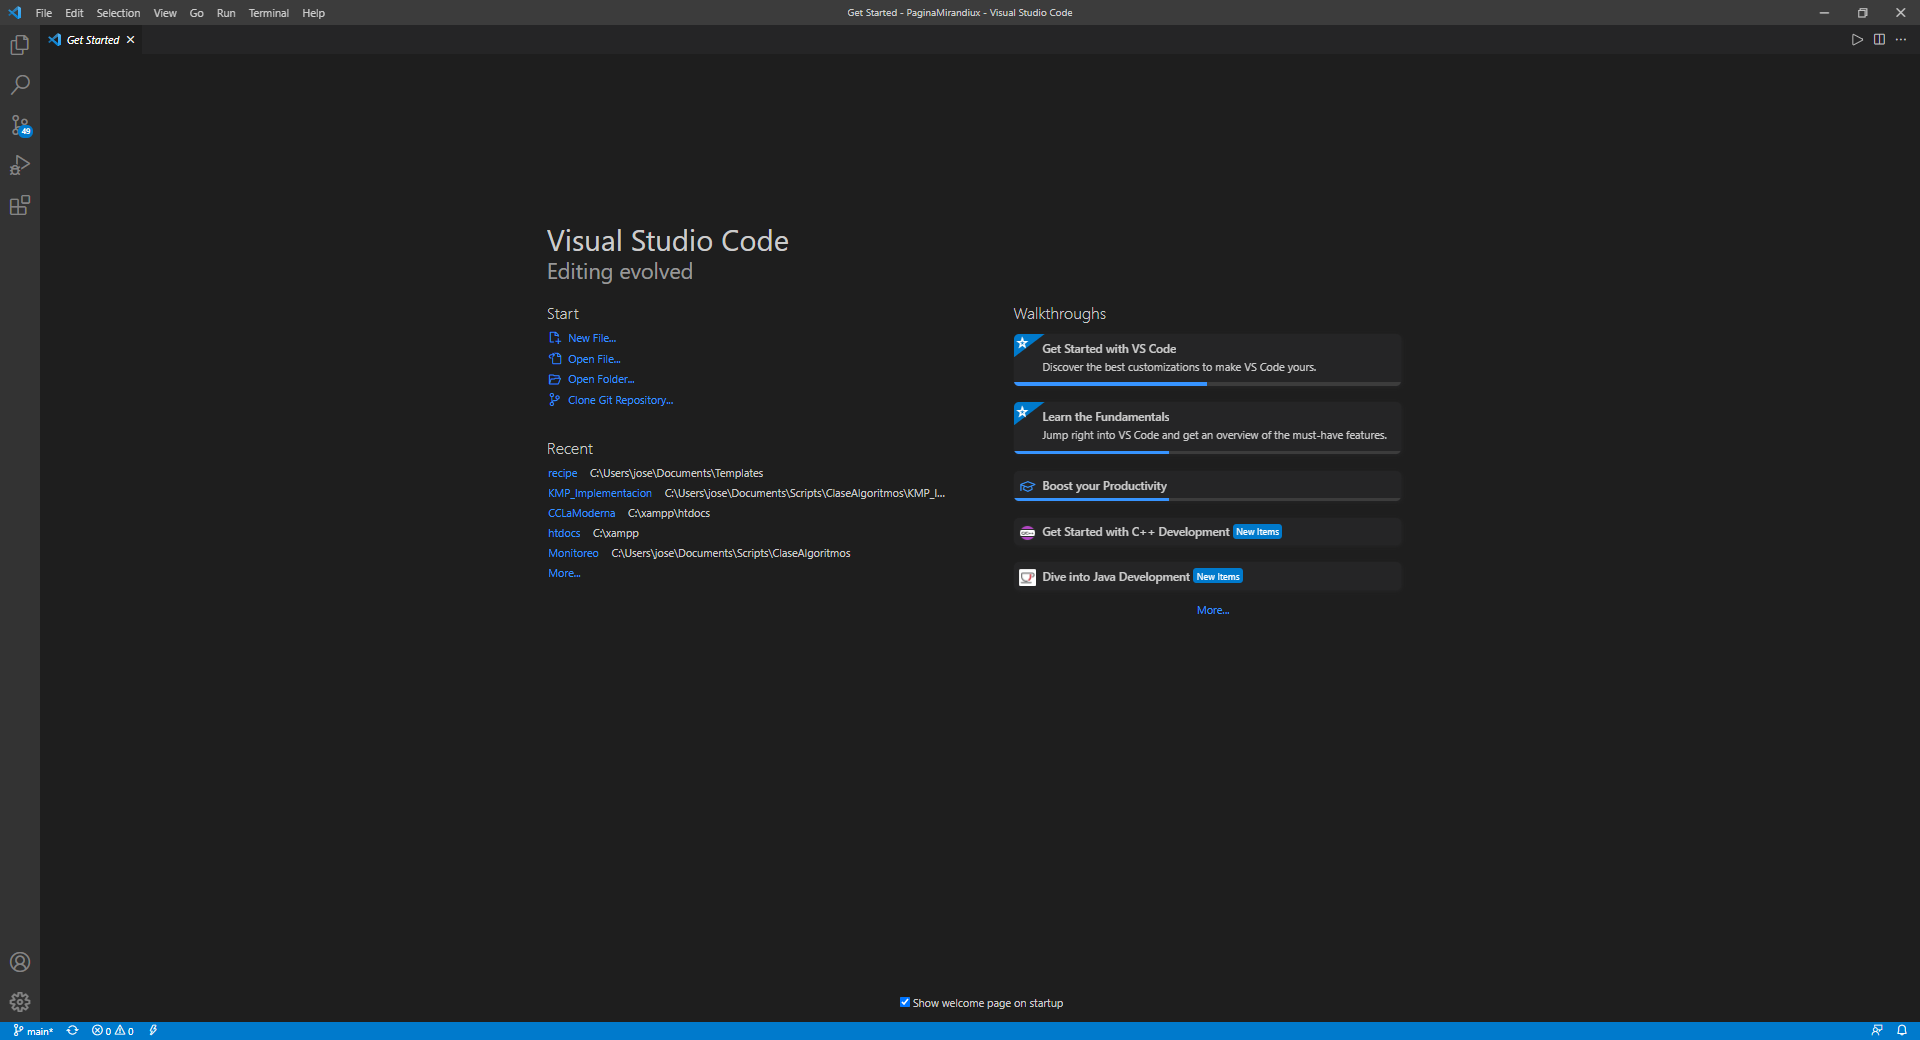 File Edit Selection View Go Run Terminal Help
Get Started - PaginaMirandiux - Visual Studio Code
Get Started
49
Visual Studio Code
Editing evolved
Start
New File...
Open File...
Open Folder...
Clone Git Repository...
Recent
recipe C:\Users\jose\Documents\Templates
KMP_Implementacion C:\Users\jose\Documents\Scripts\ClaseAlgoritmos\KMP_I...
CCLaModerna C:\xampp\htdocs
htdocs C:\xampp
Monitoreo C:\Users\jose\Documents\Scripts\ClaseAlgoritmos
More...
Walkthroughs
Get Started with VS Code
Discover the best customizations to make VS Code yours.
Learn the Fundamentals
Jump right into VS Code and get an overview of the must-have features.
Boost your Productivity
Get Started with C++ Development New Items
Dive into Java Development New Items
More...
Show welcome page on startup
main* 0 0